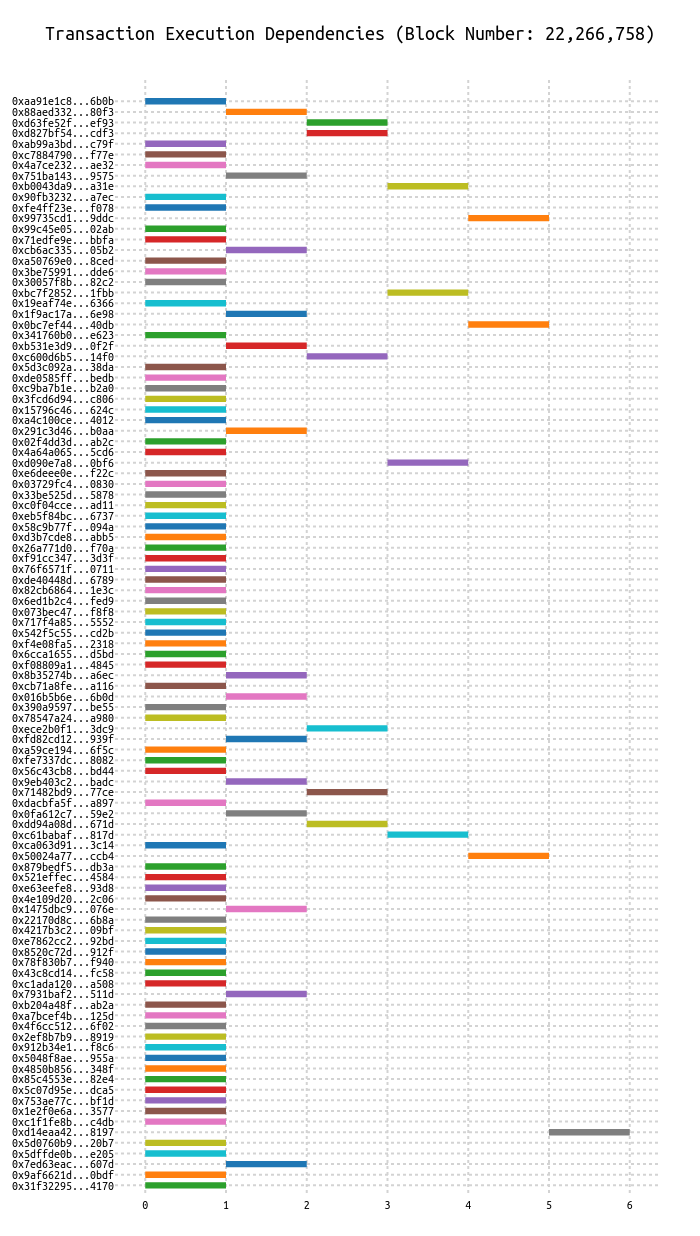 Transaction Execution Dependencies (Block Number: 22,266,758)
0xaa91e1c8...6b0b
0x88aed332...80f3
0xd63fe52f...ef93
0xd827bf54...cdf3
0xab99a3bd...c79f
0xc7884790...f77e
0x4a7ce232...ae32
0x751ba143...9575
0xb0043da9...a31e
0x90fb3232...a7ec
0xfe4ff23e...f078
0x99735cd1...9ddc
0x99c45e05...02ab
0x71edfe9e...bbfa
0xcb6ac335...05b2
0xa50769e0...8ced
0x3be75991...dde6
0x30057f8b...82c2
0xbc7f2852...1fbb
0x19eaf74e...6366
0x1f9ac17a...6e98
0x0bc7ef44...40db
0x341760b0...e623
0xb531e3d9...0f2f
0xc600d6b5...14f0
0x5d3c092a...38da
0xde0585ff...bedb
0xc9ba7b1e...b2a0
0x3fcd6d94...c806
0x15796c46...624c
0xa4c100ce...4012
0x291c3d46...b0aa
0x02f4dd3d...ab2c
0x4a64a065...5cd6
0xd090e7a8...0bf6
0xe6deee0e...f22c
0x03729fc4...0830
0x33be525d...5878
0xc0f04cce...ad11
0xeb5f84bc...6737
0x58c9b77f...094a
0xd3b7cde8...abb5
0x26a771d0...f70a
0xf91cc347...3d3f
0x76f6571f...0711
0xde40448d...6789
0x82cb6864...1e3c
0x6ed1b2c4...fed9
0x073bec47...f8f8
0x717f4a85...5552
0x542f5c55...cd2b
0xf4e08fa5...2318
0x6cca1655...d5bd
0xf08809a1...4845
0x8b35274b...a6ec
0xcb71a8fe...a116
0x016b5b6e...6b0d
0x390a9597...be55
0x78547a24...a980
0xece2b0f1...3dc9
0xfd82cd12...939f
0xa59ce194...6f5c
0xfe7337dc...8082
0x56c43cb8...bd44
0x9eb403c2...badc
0x71482bd9...77ce
0xdacbfa5f...a897
0x0fa612c7...59e2
0xdd94a08d...671d
0xc61babaf...817d
0xca063d91...3c14
0x50024a77...ccb4
0x879bedf5...db3a
0x521effec...4584
0xe63eefe8...93d8
0x4e109d20...2c06
0x1475dbc9...076e
0x22170d8c...6b8a
0x4217b3c2...09bf
0xe7862cc2...92bd
0x8520c72d...912f
0x78f830b7...f940
0x43c8cd14...fc58
0xc1ada120...a508
0x7931baf2...511d
0xb204a48f...ab2a
0xa7bcef4b...125d
0x4f6cc512...6f02
0x2ef8b7b9...8919
0x912b34e1...f8c6
0x5048f8ae...955a
0x4850b856...348f
0x85c4553e...82e4
0x5c07d95e...dca5
0x753ae77c...bf1d
0x1e2f0e6a...3577
0xc1f1fe8b...c4db
0xd14eaa42...8197
0x5d0760b9...20b7
0x5dffde0b...e205
0x7ed63eac...607d
0x9af6621d...0bdf
0x31f32295...4170
0 1 2 3 4 5 6